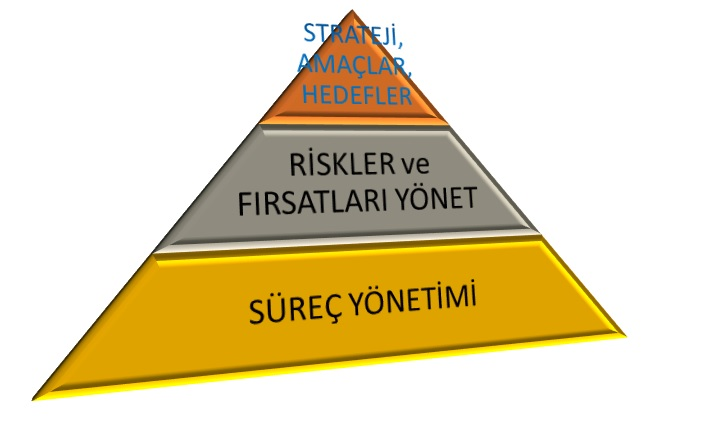 STRATEJİ,
AMAÇLAR,
HEDEFLER
RİSKLER ve
FIRSATLARI YÖNET
SÜREÇ YÖNETİMİ